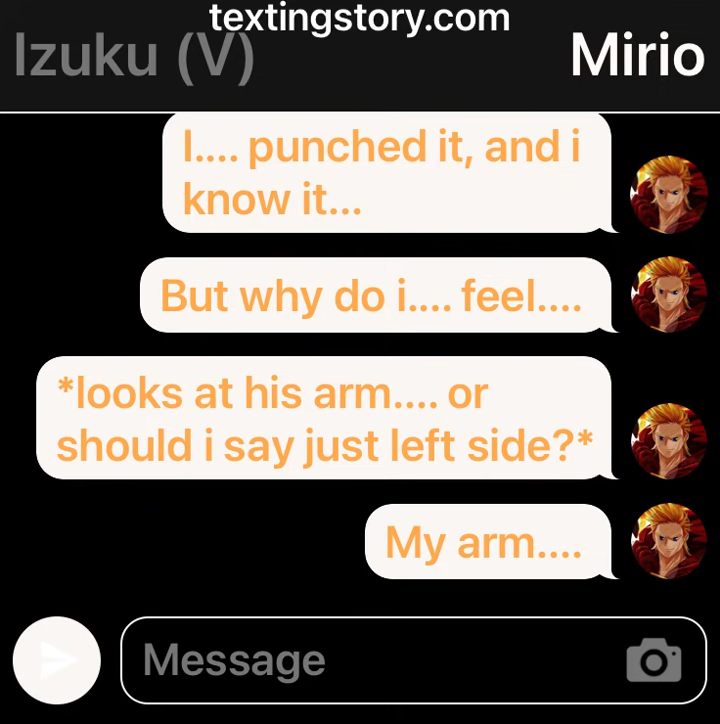 textingstory.com
Izuku (V)
Mirio
I.... punched it, and i
know it...
But why do i.... feel....
*looks at his arm.... or
should i say just left side?*
My arm....
Message